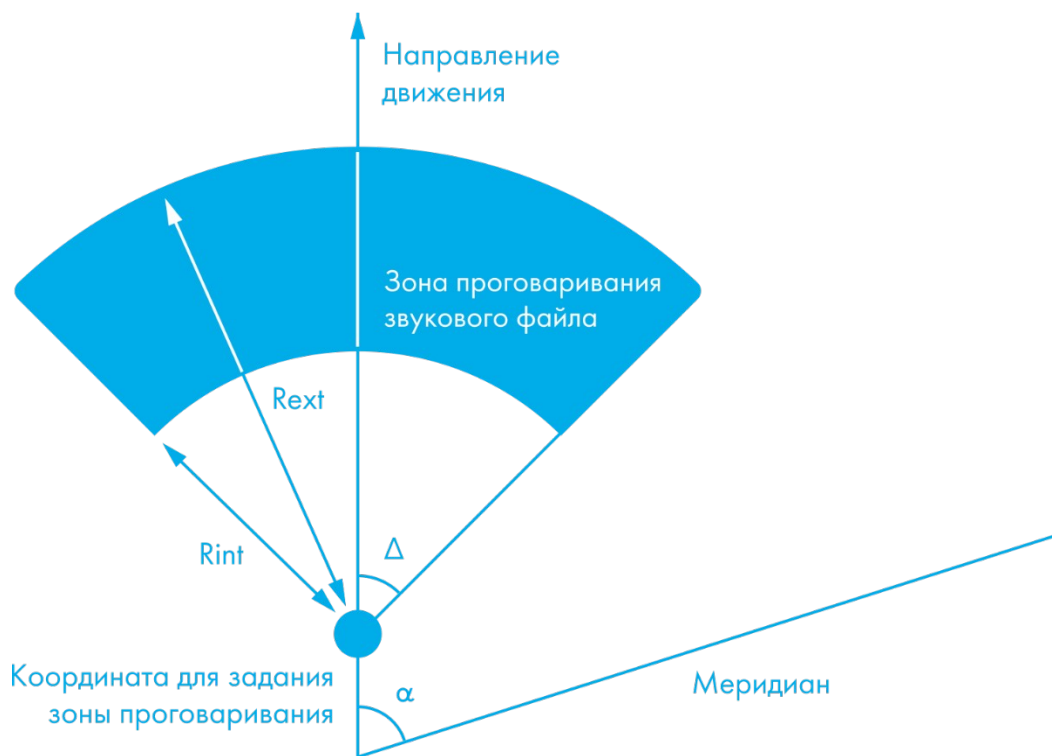 Направление
движения
Зона проговаривания
звукового файла
Rext
Rint
Δ
Координата для задания
зоны проговаривания
α
Меридиан